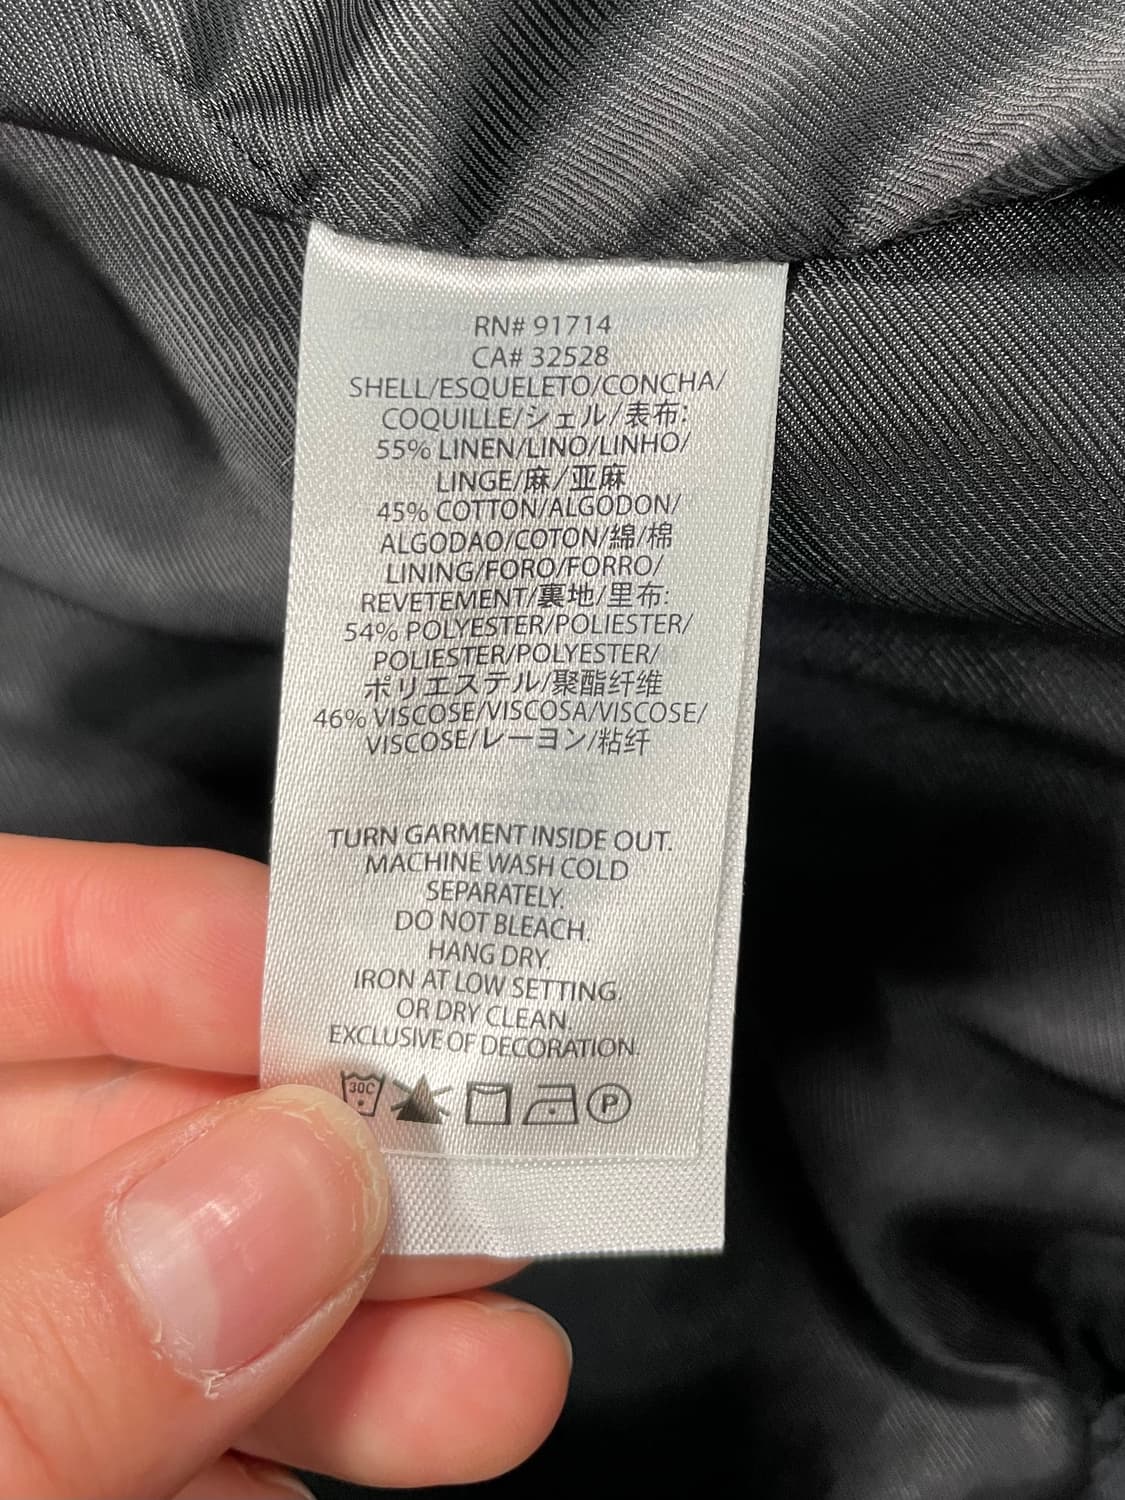 RN# 91714
CA# 32528
SHELL/ESQUELETO/CONCHA/
COQUILLE/シェル/表布:
55% LINEN/LINO/LINHO/
LINGE/麻/亚麻
45% COTTON/ALGODON/
ALGODAO/COTON/綿/棉
LINING/FORO/FORRO/
REVETEMENT/裏地/里布:
54% POLYESTER/POLIESTER/
POLIESTER/POLYESTER/
ポリエステル/聚酯纤维
46% VISCOSE/VISCOSA/VISCOSE/
VISCOSE/レーヨン/粘纤
TURN GARMENT INSIDE OUT.
MACHINE WASH COLD
SEPARATELY.
DO NOT BLEACH.
HANG DRY.
IRON AT LOW SETTING.
OR DRY CLEAN.
EXCLUSIVE OF DECORATION.
30C P